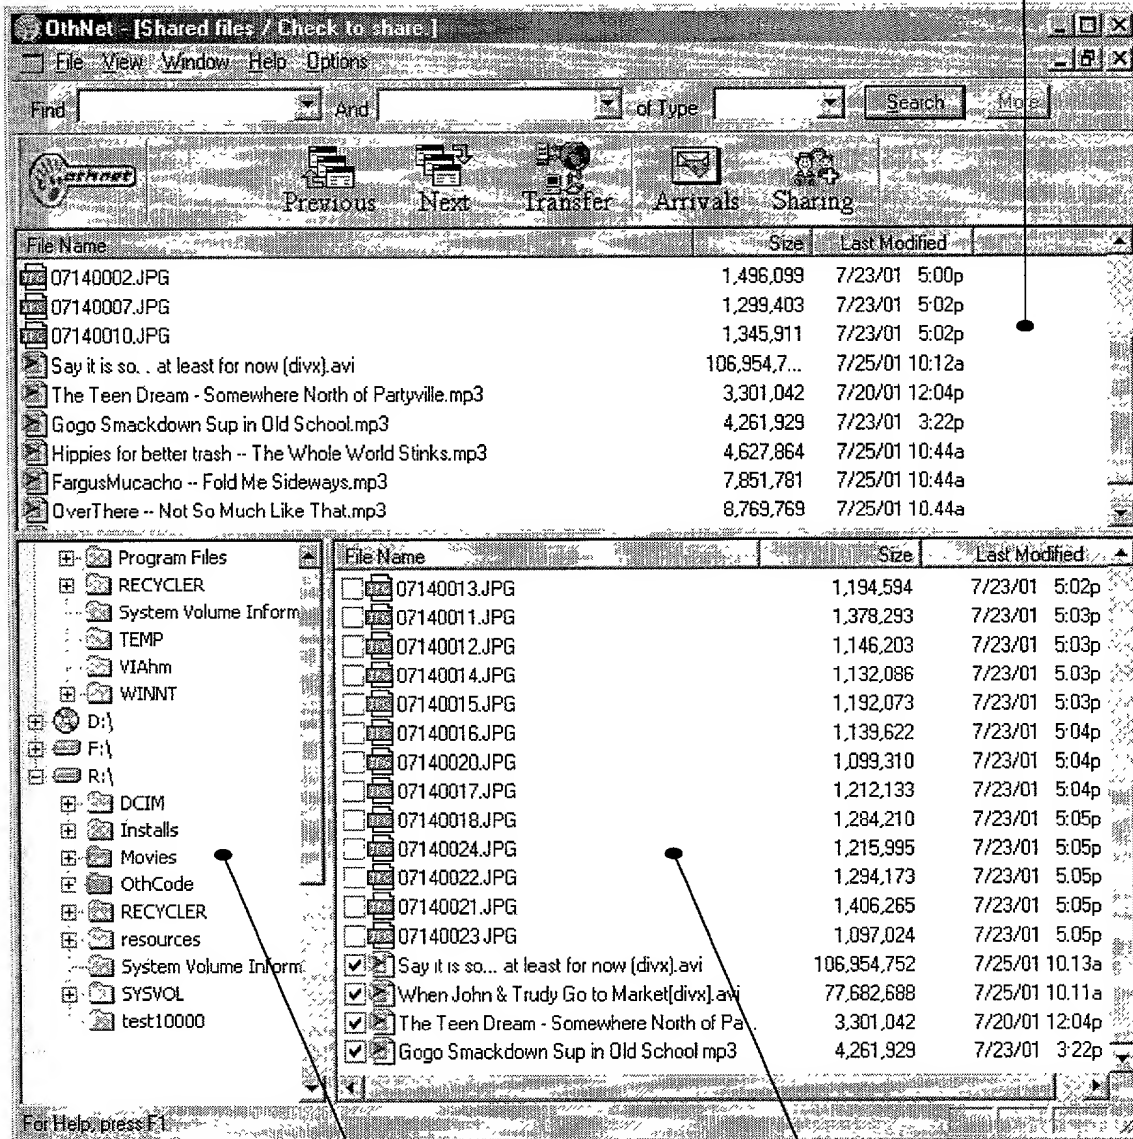 OthNet - [Shared files / Check to share.]
File View Window Help Options
Find And of Type Search More
othnet
Previous Next Transfer Arrivals Sharing
File Name Size Last Modified
07140002.JPG 1,496,099 7/23/01 5:00p
07140007.JPG 1,299,403 7/23/01 5:02p
07140010.JPG 1,345,911 7/23/01 5:02p
Say it is so. . at least for now (divx).avi 106,954,7... 7/25/01 10:12a
The Teen Dream - Somewhere North of Partyville.mp3 3,301,042 7/20/01 12:04p
Gogo Smackdown Sup in Old School.mp3 4,261,929 7/23/01 3:22p
Hippies for better trash -- The Whole World Stinks.mp3 4,627,864 7/25/01 10:44a
FargusMucacho -- Fold Me Sideways.mp3 7,851,781 7/25/01 10:44a
OverThere -- Not So Much Like That.mp3 8,769,769 7/25/01 10.44a
Program Files
RECYCLER
System Volume Inform
TEMP
VIAhm
WINNT
D:\
F:\
R:\
DCIM
Installs
Movies
OthCode
RECYCLER
resources
System Volume Inform
SYSVOL
test10000
File Name Size Last Modified
07140013.JPG 1,194,594 7/23/01 5:02p
07140011.JPG 1,378,293 7/23/01 5:03p
07140012.JPG 1,146,203 7/23/01 5:03p
07140014.JPG 1,132,086 7/23/01 5.03p
07140015.JPG 1,192,073 7/23/01 5:03p
07140016.JPG 1,139,622 7/23/01 5:04p
07140020.JPG 1,099,310 7/23/01 5:04p
07140017.JPG 1,212,133 7/23/01 5:04p
07140018.JPG 1,284,210 7/23/01 5:05p
07140024.JPG 1,215,995 7/23/01 5:05p
07140022.JPG 1,294,173 7/23/01 5.05p
07140021.JPG 1,406,265 7/23/01 5:05p
07140023 JPG 1,097,024 7/23/01 5.05p
Say it is so... at least for now (divx).avi 106,954,752 7/25/01 10.13a
When John & Trudy Go to Market[divx].avi 77,682,688 7/25/01 10.11a
The Teen Dream - Somewhere North of Pa... 3,301,042 7/20/01 12:04p
Gogo Smackdown Sup in Old School mp3 4,261,929 7/23/01 3:22p
For Help, press F1